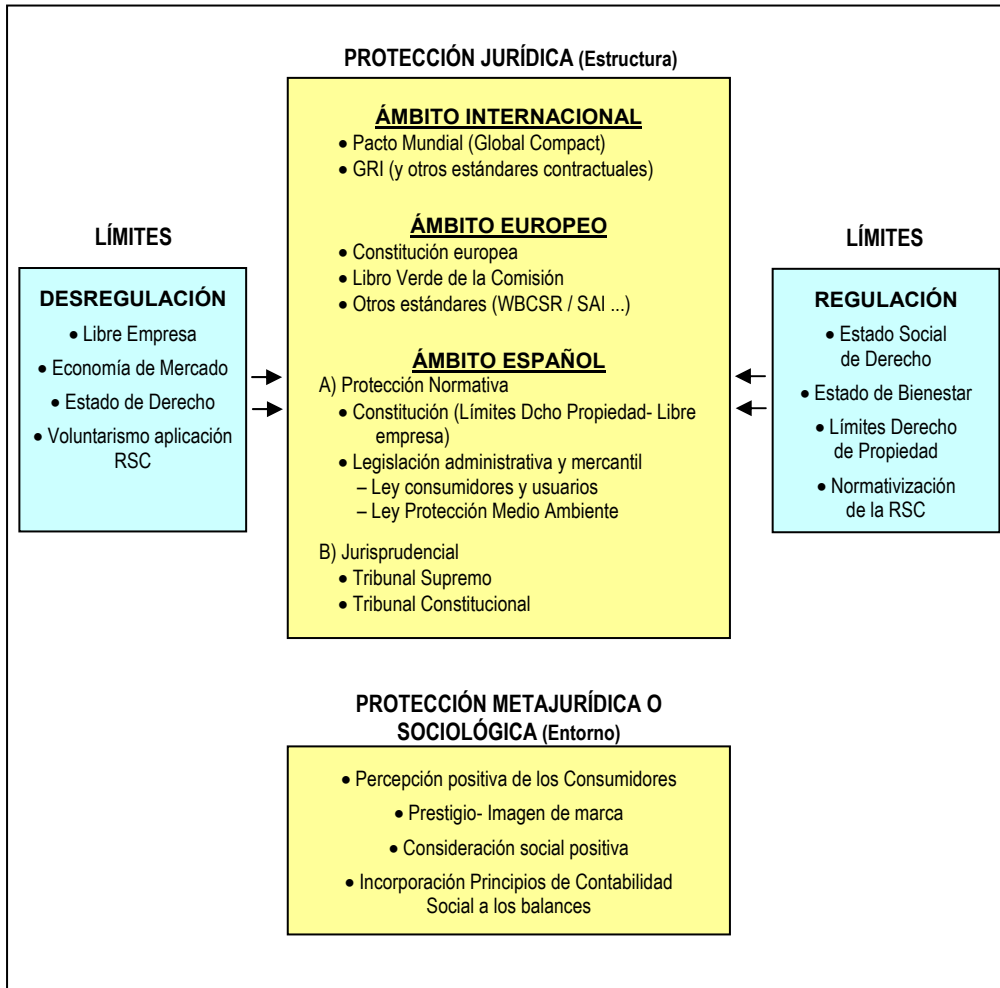 PROTECCIÓN JURÍDICA (Estructura)
ÁMBITO INTERNACIONAL
• Pacto Mundial (Global Compact)
• GRI (y otros estándares contractuales)
ÁMBITO EUROPEO
• Constitución europea
• Libro Verde de la Comisión
• Otros estándares (WBCSR / SAI ...)
ÁMBITO ESPAÑOL
A) Protección Normativa
• Constitución (Límites Dcho Propiedad- Libre
empresa)
• Legislación administrativa y mercantil
– Ley consumidores y usuarios
– Ley Protección Medio Ambiente
B) Jurisprudencial
• Tribunal Supremo
• Tribunal Constitucional
LÍMITES
DESREGULACIÓN
• Libre Empresa
• Economía de Mercado
• Estado de Derecho
• Voluntarismo aplicación
RSC
LÍMITES
REGULACIÓN
• Estado Social
de Derecho
• Estado de Bienestar
• Límites Derecho
de Propiedad
• Normativización
de la RSC
PROTECCIÓN METAJURÍDICA O
SOCIOLÓGICA (Entorno)
• Percepción positiva de los Consumidores
• Prestigio- Imagen de marca
• Consideración social positiva
• Incorporación Principios de Contabilidad
Social a los balances